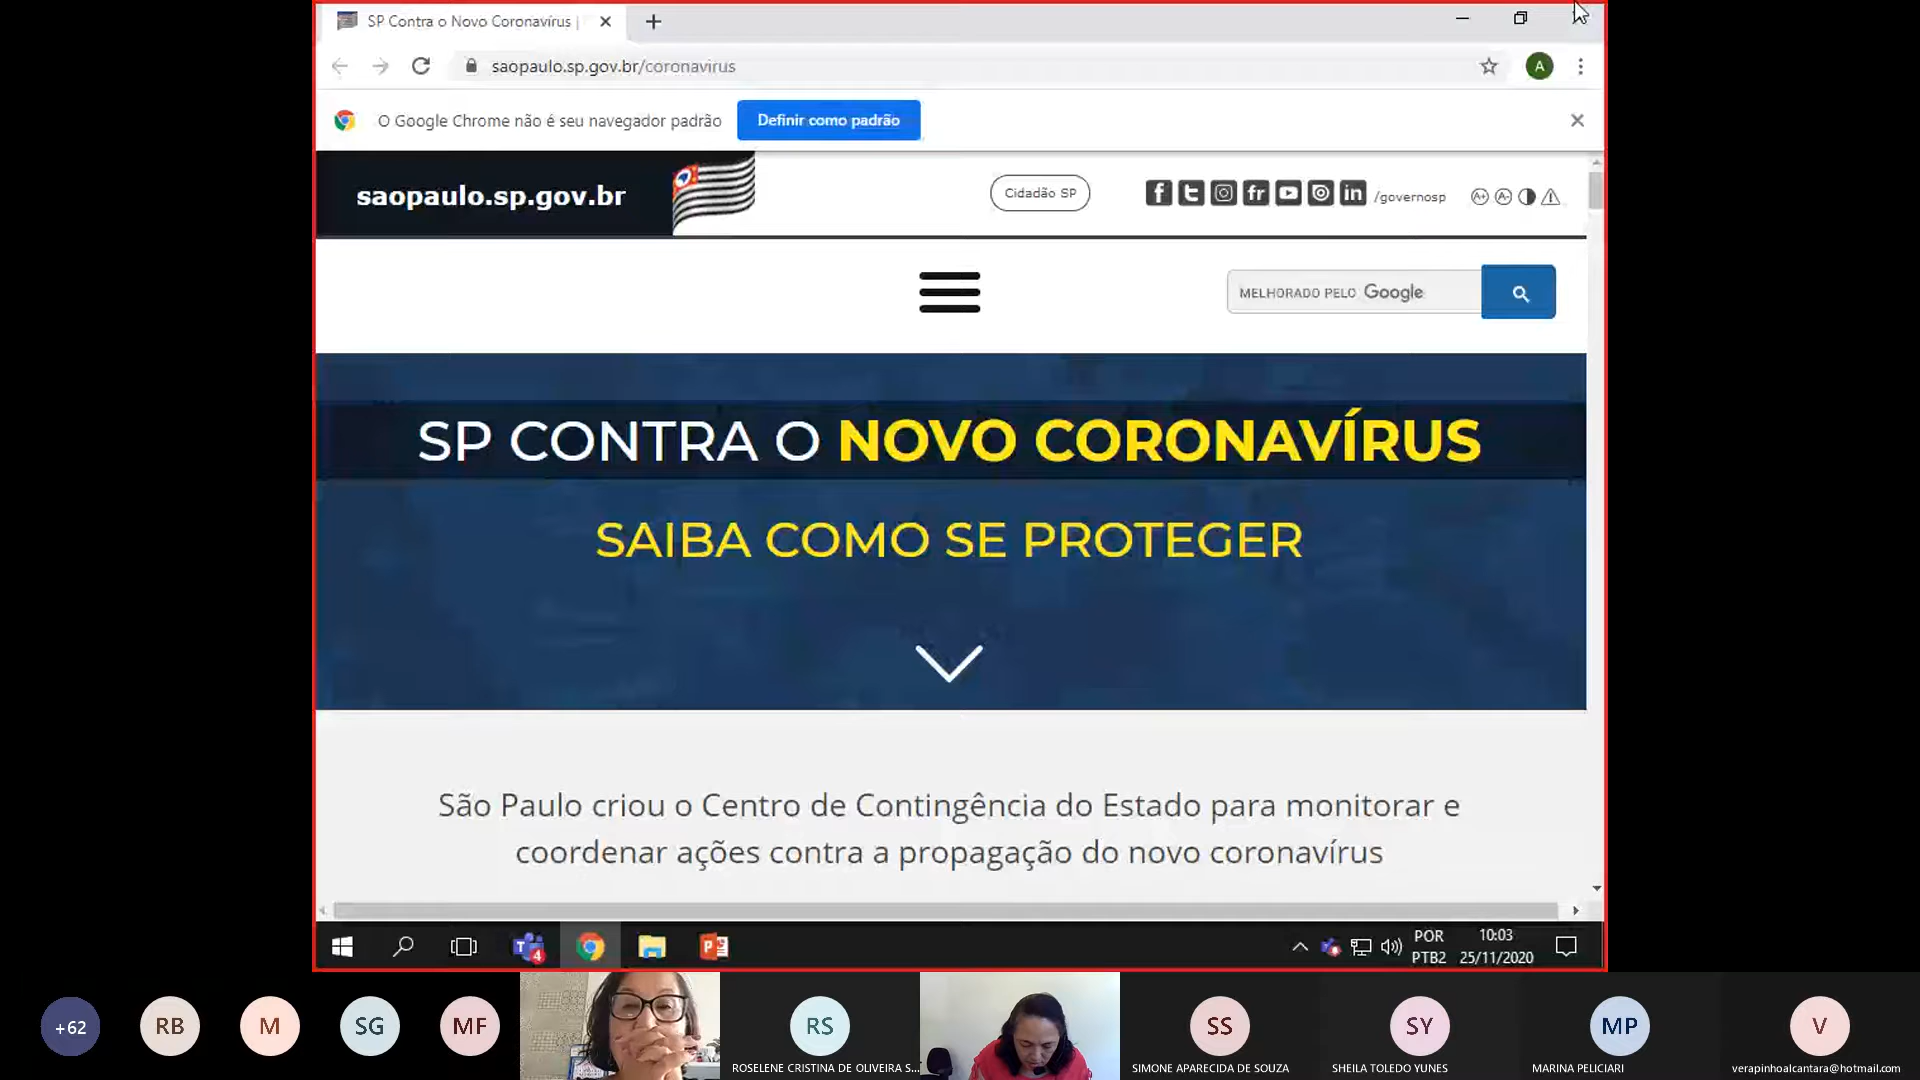 SP Contra o Novo Coronavírus |
saopaulo.sp.gov.br/coronavirus
A
O Google Chrome não é seu navegador padrão
Definir como padrão
saopaulo.sp.gov.br
Cidadão SP
/governosp
A+
A-
MELHORADO PELO Google
SP CONTRA O NOVO CORONAVÍRUS
SAIBA COMO SE PROTEGER
São Paulo criou o Centro de Contingência do Estado para monitorar e
coordenar ações contra a propagação do novo coronavírus
4
POR
PTB2
10:03
25/11/2020
+62
RB
M
SG
MF
RS
ROSELENE CRISTINA DE OLIVEIRA S...
SS
SIMONE APARECIDA DE SOUZA
SY
SHEILA TOLEDO YUNES
MP
MARINA PELICIARI
V
verapinhoalcantara@hotmail.com